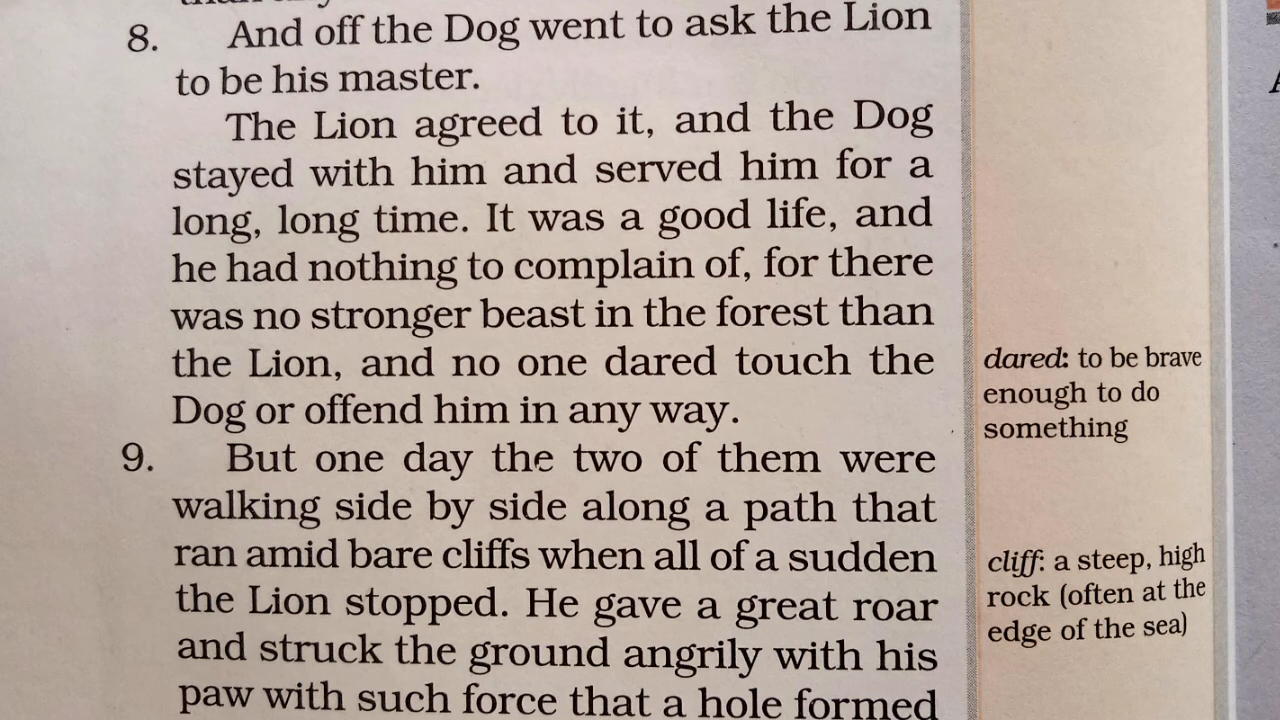 8. And off the Dog went to ask the Lion
to be his master.
The Lion agreed to it, and the Dog
stayed with him and served him for a
long, long time. It was a good life, and
he had nothing to complain of, for there
was no stronger beast in the forest than
the Lion, and no one dared touch the
Dog or offend him in any way.
9. But one day the two of them were
walking side by side along a path that
ran amid bare cliffs when all of a sudden
the Lion stopped. He gave a great roar
and struck the ground angrily with his
paw with such force that a hole formed
dared: to be brave
enough to do
something
cliff: a steep, high
rock (often at the
edge of the sea)